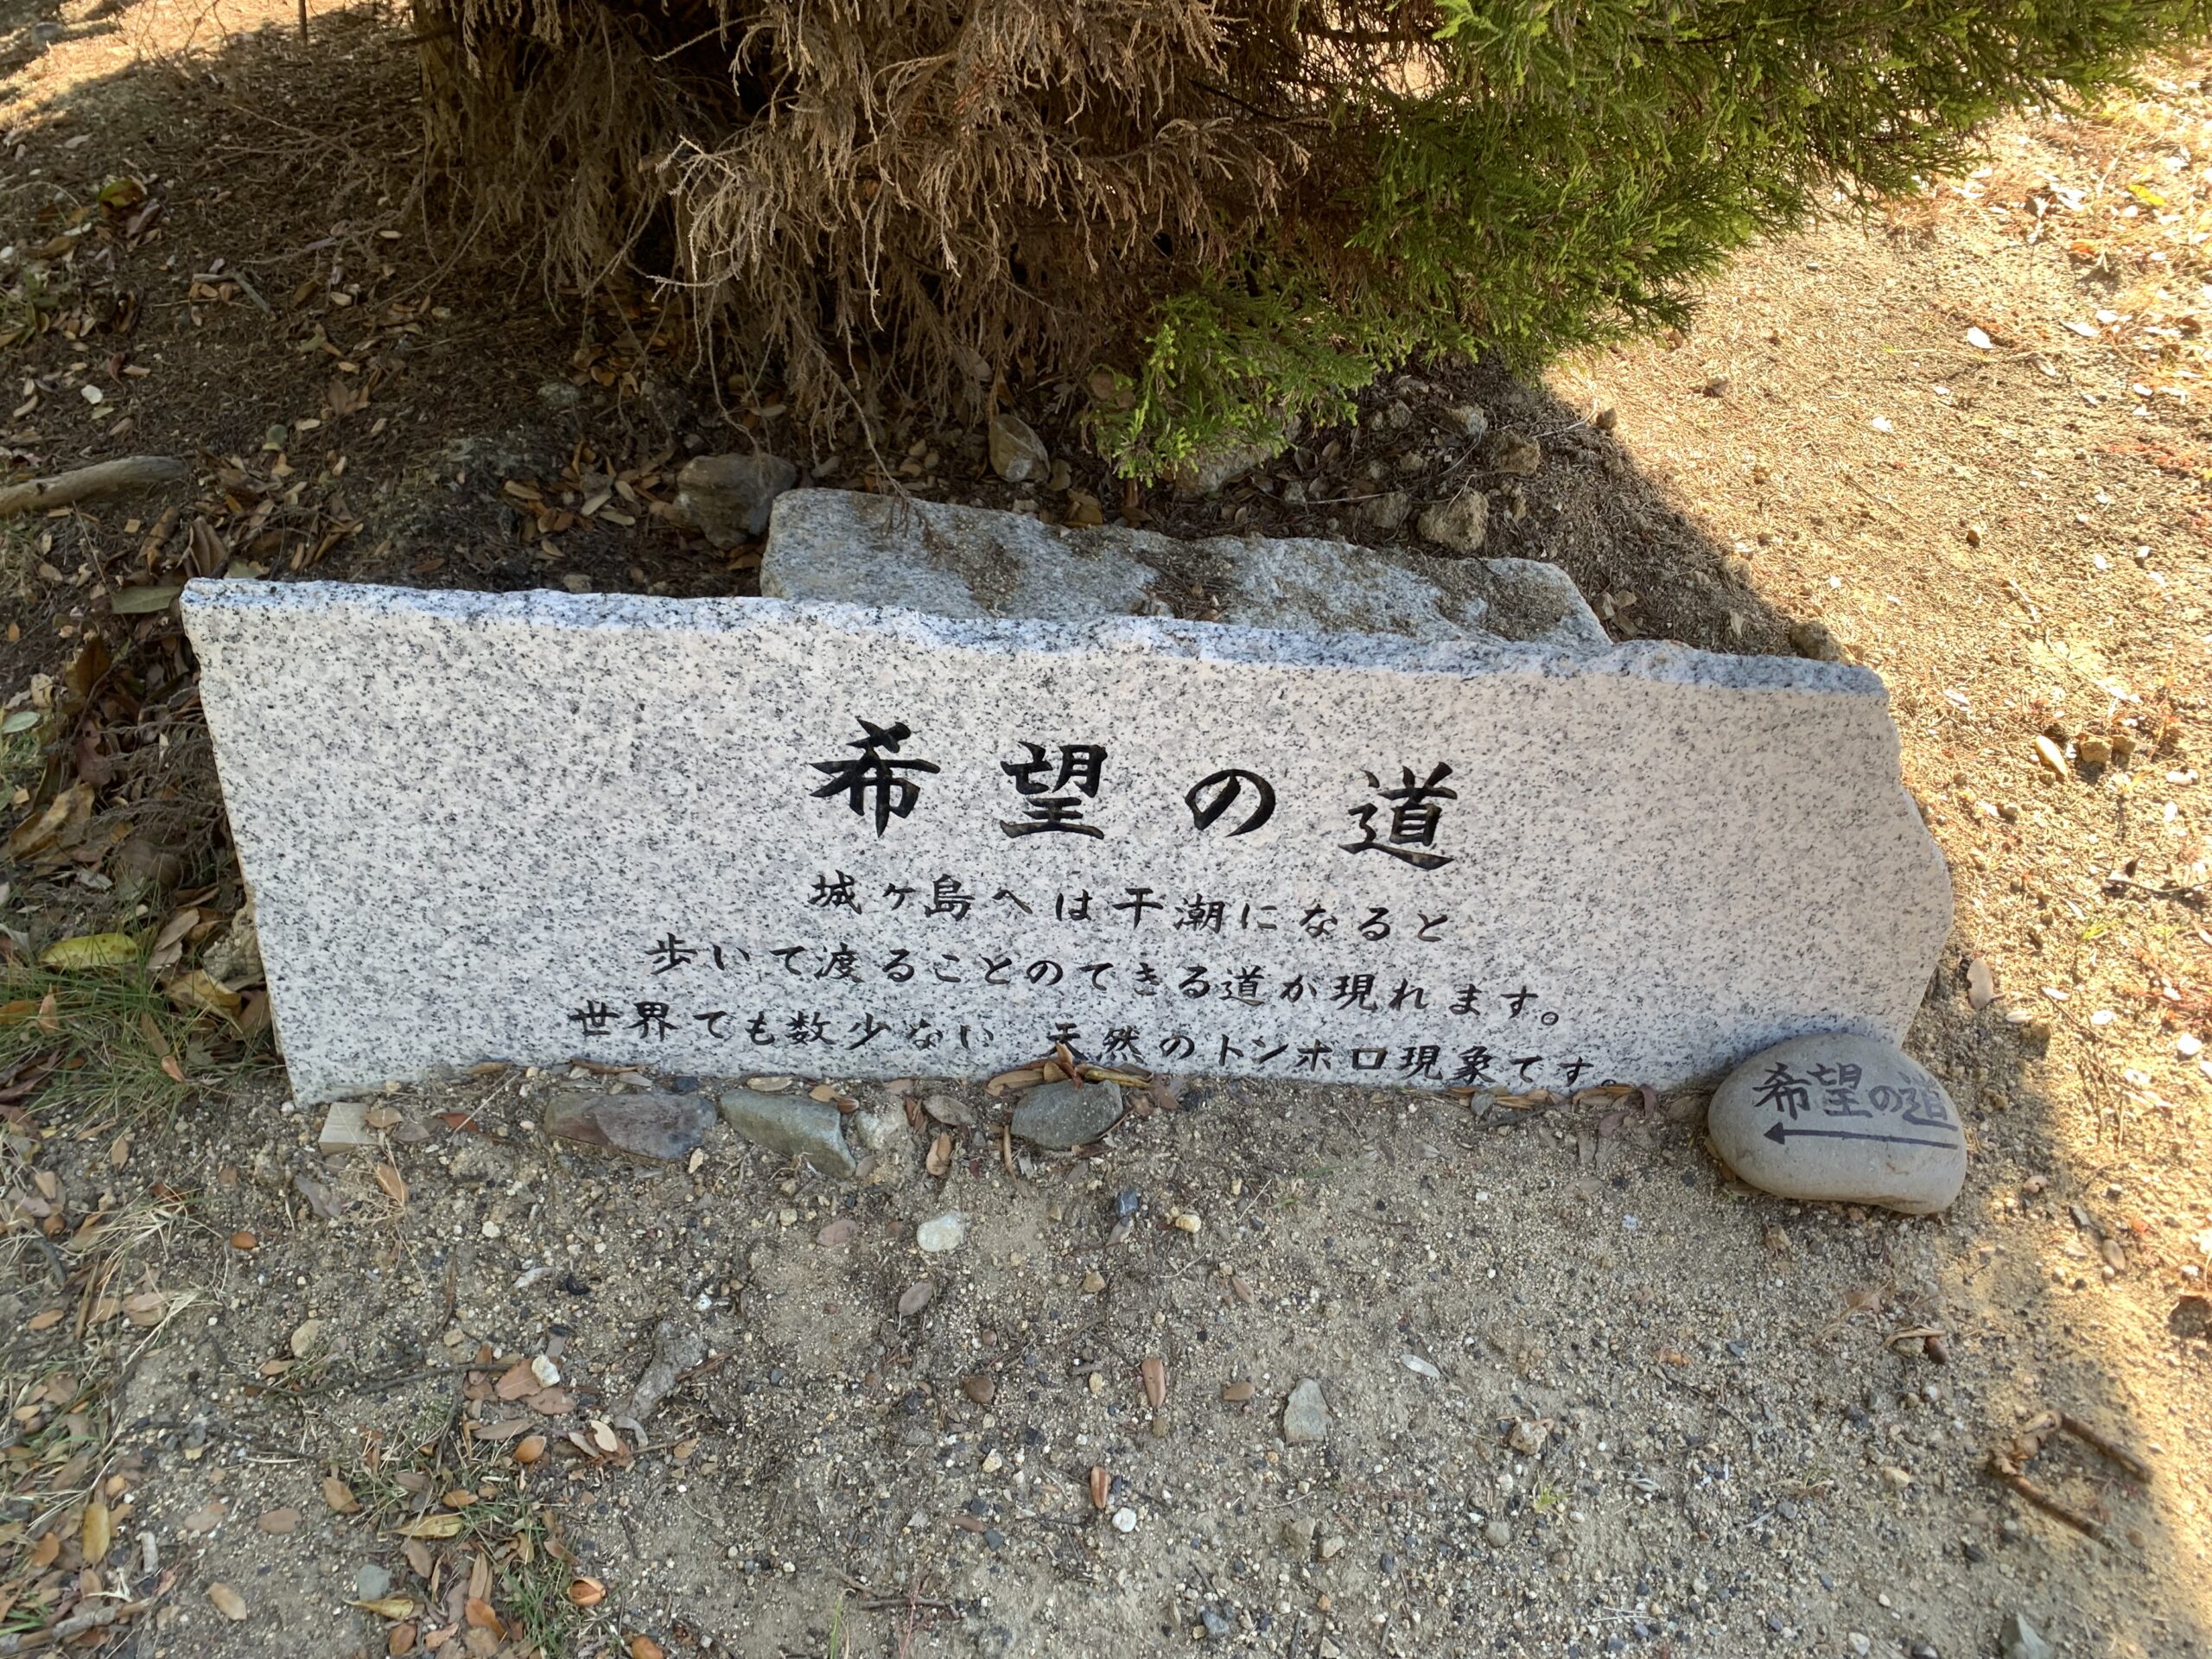 希望の道
城ヶ島へは干潮になると
歩いて渡ることのできる道が現れます。
世界でも数少ない 天然のトンボロ現象です。
希望の道
←